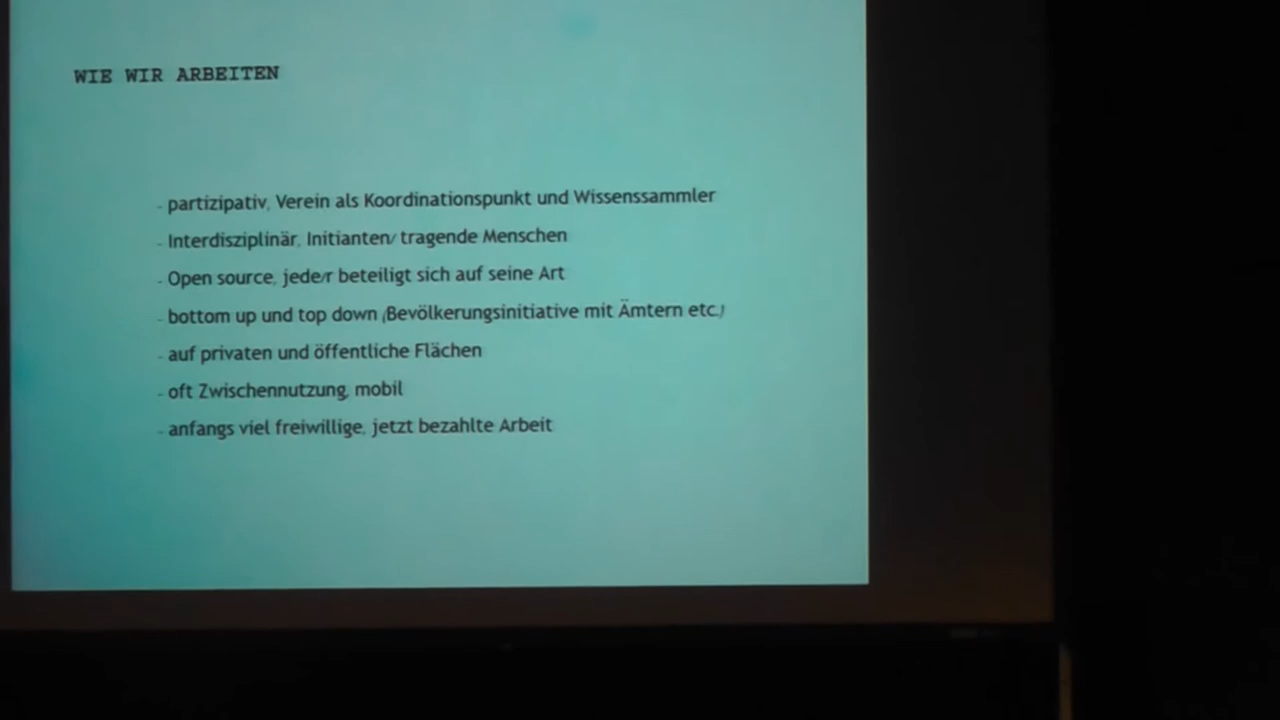 WIE WIR ARBEITEN
- partizipativ, Verein als Koordinationspunkt und Wissenssammler
- Interdisziplinär, Initianten/ tragende Menschen
- Open source, jede/r beteiligt sich auf seine Art
- bottom up und top down (Bevölkerungsinitiative mit Ämtern etc.)
- auf privaten und öffentliche Flächen
- oft Zwischennutzung, mobil
- anfangs viel freiwillige, jetzt bezahlte Arbeit